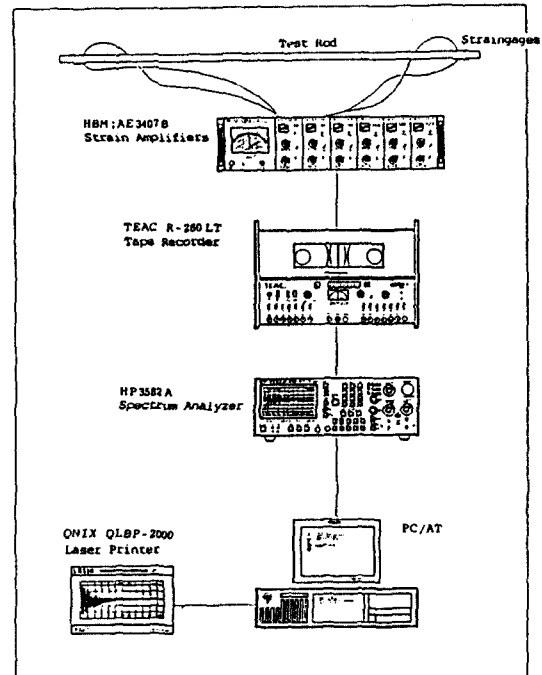 Test Rod
Straingages
HBM;AE3407B
Strain Amplifiers
TEAC R-260 LT
Tape Recorder
TEAC
HP3582A
Spectrum Analyzer
QNIX QLBP-2000
Laser Printer
PC/AT